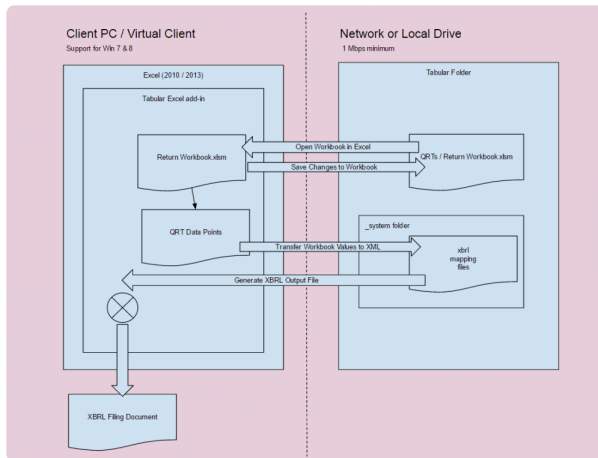 Client PC / Virtual Client
Support for Win 7 & 8
Network or Local Drive
1 Mbps minimum
Excel (2010 / 2013)
Tabular Folder
Tabular Excel add-in
Open Workbook in Excel
Return Workbook.xlsm
QRTs / Return Workbook.xlsm
Save Changes to Workbook
_system folder
QRT Data Points
Transfer Workbook Values to XML
xbrl
mapping
files
Generate XBRL Output File
XBRL Filing Document